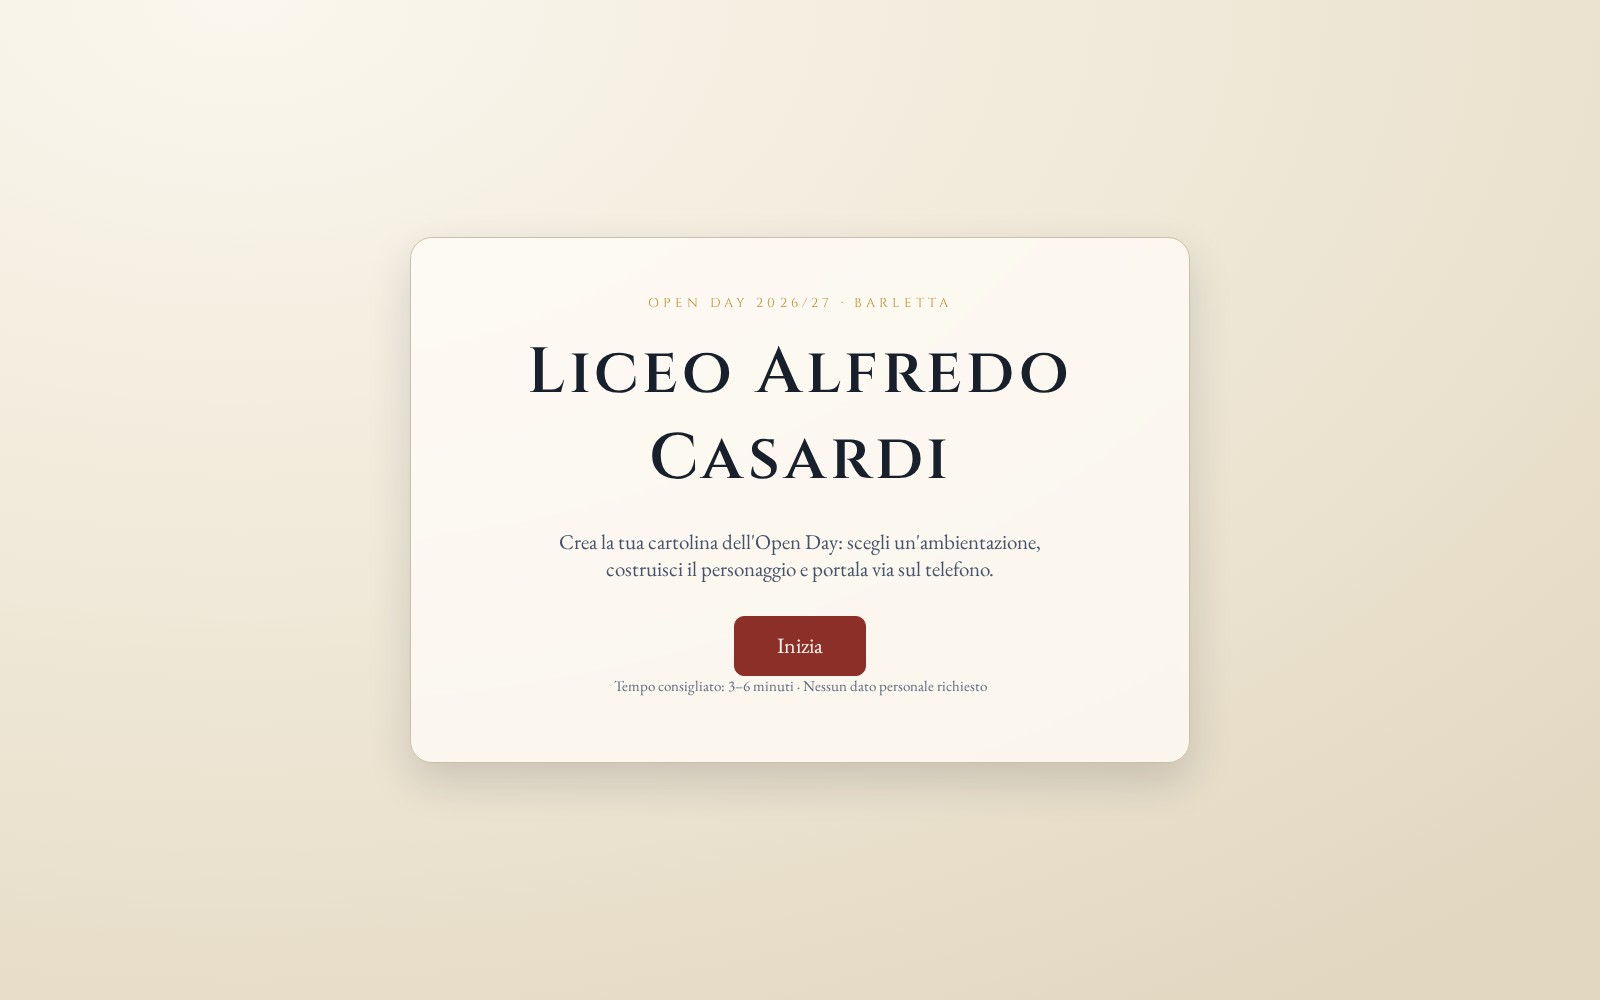 OPEN DAY 2026/27 · BARLETTA
Liceo Alfredo
Casardi
Crea la tua cartolina dell'Open Day: scegli un'ambientazione,
costruisci il personaggio e portala via sul telefono.
Inizia
Tempo consigliato: 3–6 minuti · Nessun dato personale richiesto